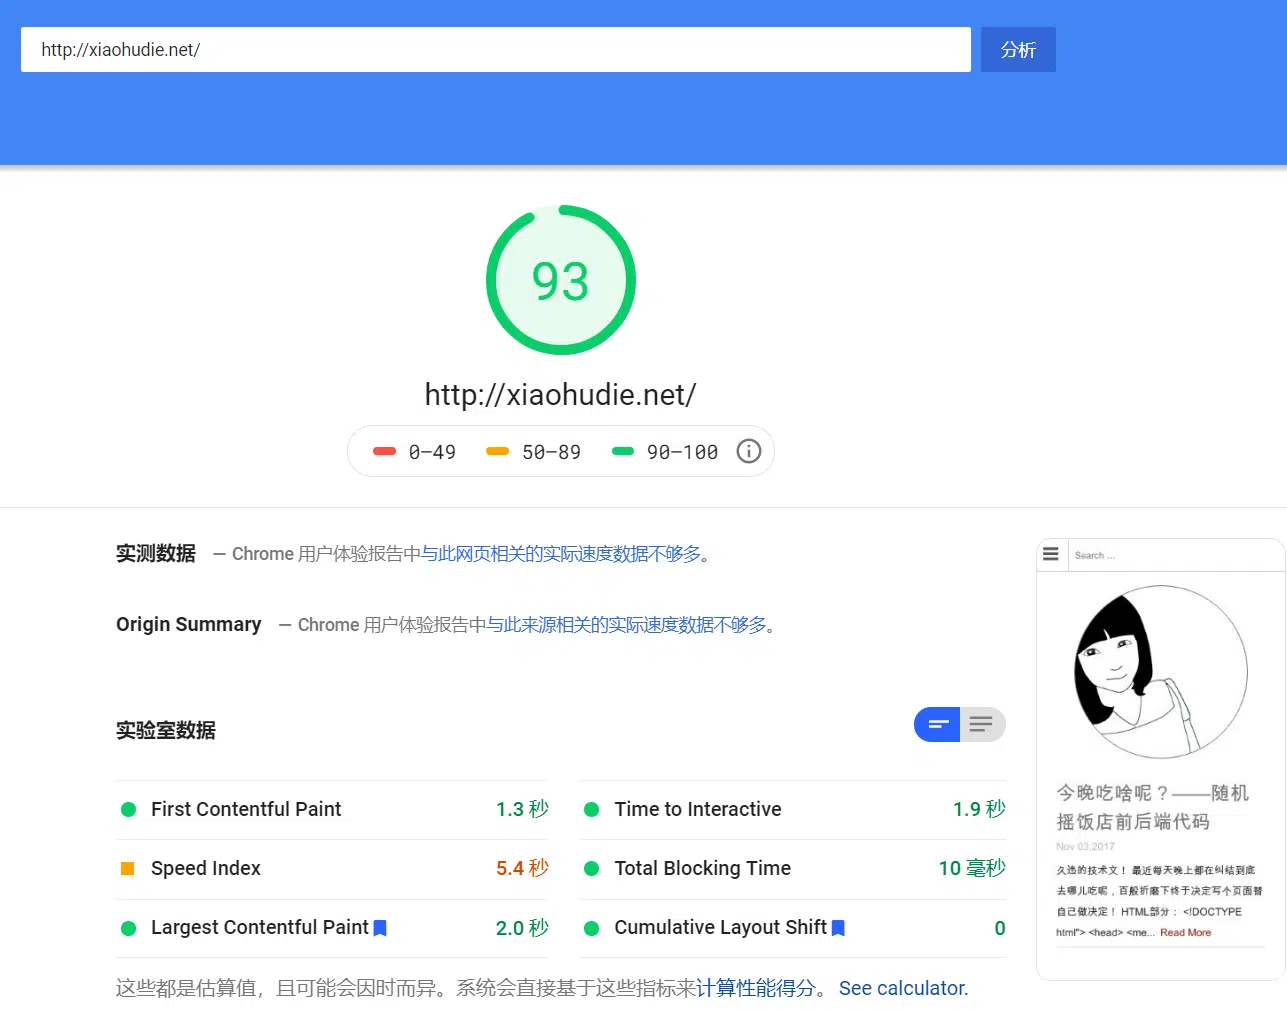 http://xiaohudie.net/
分析
93
http://xiaohudie.net/
0–49 50–89 90–100
实测数据 — Chrome 用户体验报告中与此网页相关的实际速度数据不够多。
Origin Summary — Chrome 用户体验报告中与此来源相关的实际速度数据不够多。
实验室数据
First Contentful Paint 1.3 秒
Time to Interactive 1.9 秒
Speed Index 5.4 秒
Total Blocking Time 10 毫秒
Largest Contentful Paint 2.0 秒
Cumulative Layout Shift 0
这些都是估算值，且可能会因时而异。系统会直接基于这些指标来计算性能得分。 See calculator.
Search ...
今晚吃啥呢？——随机
摇饭店前后端代码
Nov 03,2017
久违的技术文！ 最近每天晚上都在纠结到底
去哪儿吃呢，百般折磨下终于决定写个页面替
自己做决定！ HTML部分： <!DOCTYPE
html"> <head> <me... Read More